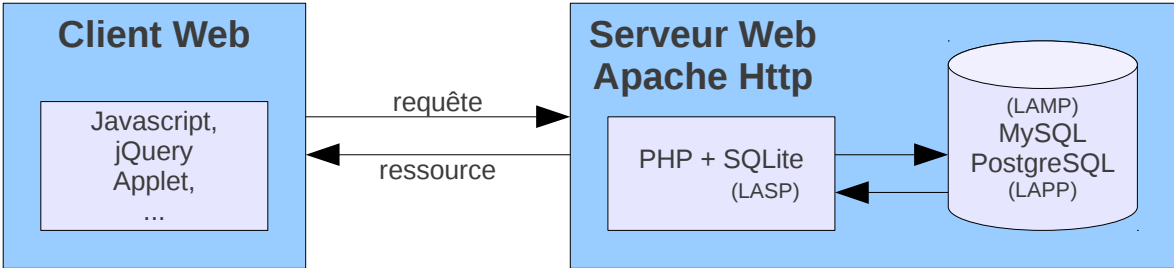 Client Web
Javascript,
jQuery
Applet,
...
requête
ressource
Serveur Web
Apache Http
PHP + SQLite
(LASP)
(LAMP)
MySQL
PostgreSQL
(LAPP)